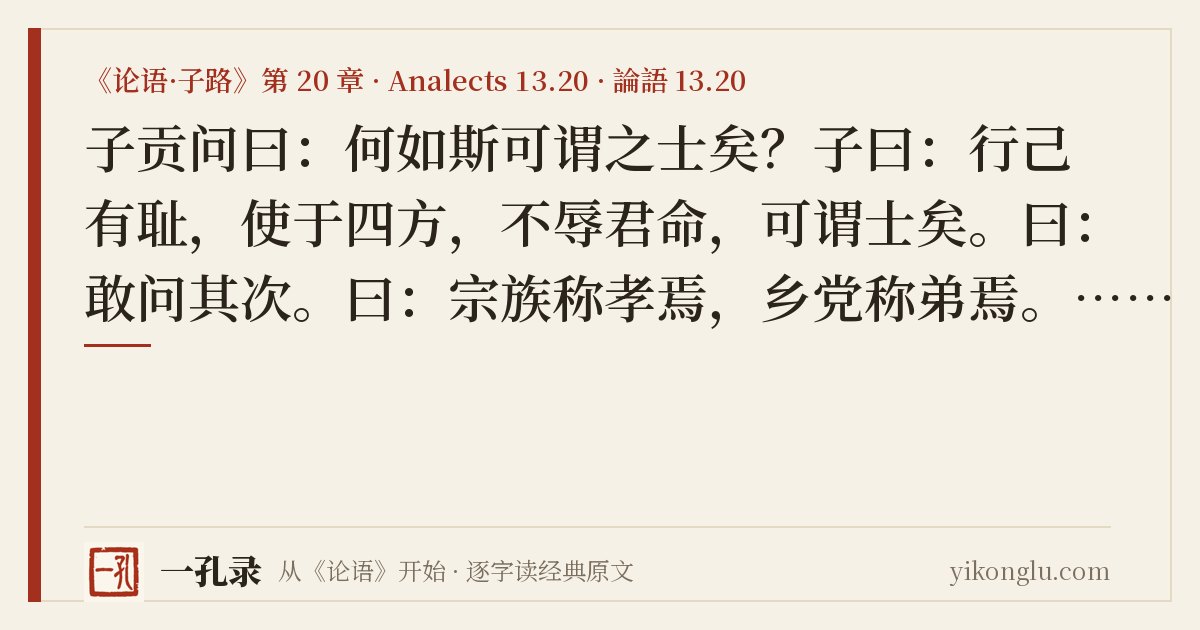 《论语·子路》第 20 章 · Analects 13.20 · 論語 13.20
子贡问曰：何如斯可谓之士矣？子曰：行己
有耻，使于四方，不辱君命，可谓士矣。曰：
敢问其次。曰：宗族称孝焉，乡党称弟焉。……
一孔 一孔录 从《论语》开始 · 逐字读经典原文 yikonglu.com